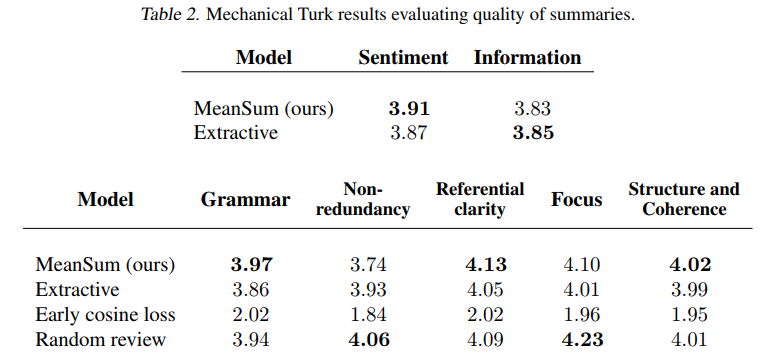 Table 2. Mechanical Turk results evaluating quality of summaries.
Model Sentiment Information
MeanSum (ours) 3.91 3.83
Extractive 3.87 3.85
Model Grammar Non-redundancy Referential clarity Focus Structure and Coherence
MeanSum (ours) 3.97 3.74 4.13 4.10 4.02
Extractive 3.86 3.93 4.05 4.01 3.99
Early cosine loss 2.02 1.84 2.02 1.96 1.95
Random review 3.94 4.06 4.09 4.23 4.01